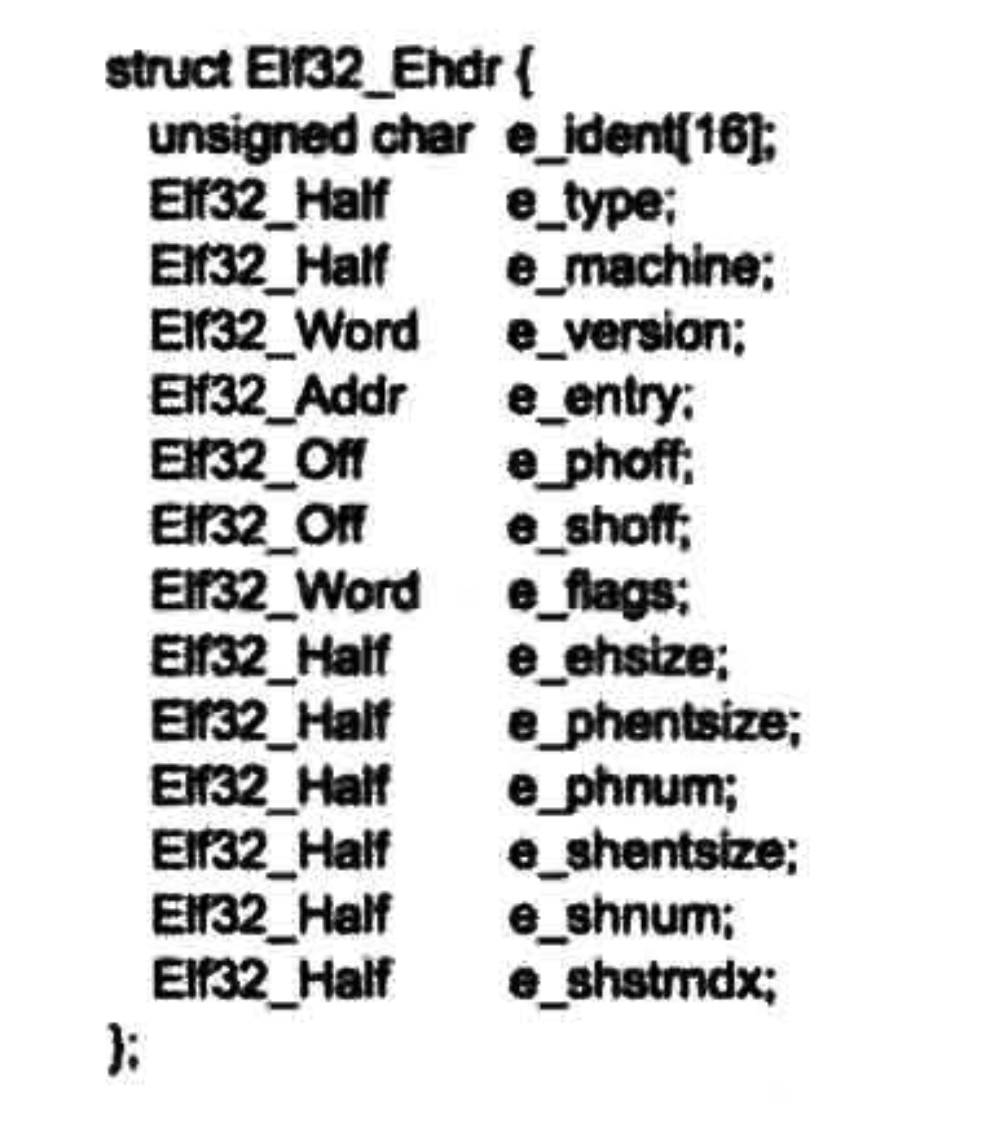 struct Elf32_Ehdr {
unsigned char e_ident[16];
Elf32_Half e_type;
Elf32_Half e_machine;
Elf32_Word e_version;
Elf32_Addr e_entry;
Elf32_Off e_phoff;
Elf32_Off e_shoff;
Elf32_Word e_flags;
Elf32_Half e_ehsize;
Elf32_Half e_phentsize;
Elf32_Half e_phnum;
Elf32_Half e_shentsize;
Elf32_Half e_shnum;
Elf32_Half e_shstrndx;
};